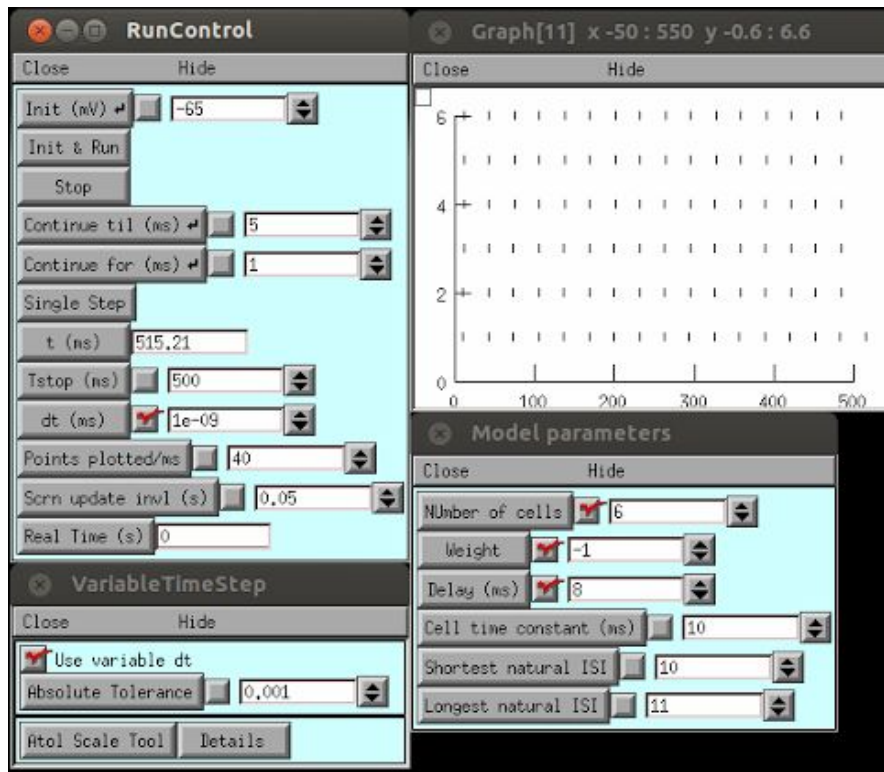 RunControl
Close Hide
Init (mV) -65
Init & Run
Stop
Continue til (ms) 5
Continue for (ms) 1
Single Step
t (ms) 515.21
Tstop (ms) 500
dt (ms) 1e-09
Points plotted/ms 40
Scrn update invl (s) 0.05
Real Time (s) 0
VariableTimeStep
Close Hide
Use variable dt
Absolute Tolerance 0.001
Atol Scale Tool Details
Graph[11] x -50 : 550 y -0.6 : 6.6
Close Hide
6
4
2
0
0 100 200 300 400 500
Model parameters
Close Hide
NUmber of cells 6
Weight -1
Delay (ms) 8
Cell time constant (ms) 10
Shortest natural ISI 10
Longest natural ISI 11